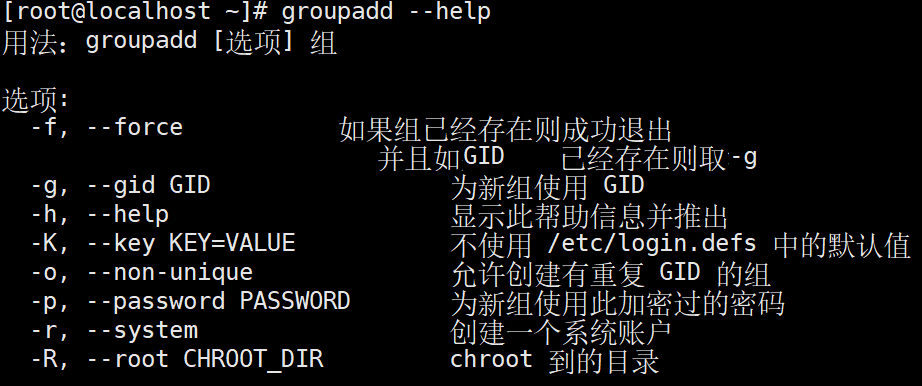 [root@localhost ~]# groupadd --help
用法：groupadd [选项] 组
选项:
-f, --force 如果组已经存在则成功退出
并且如GID 已经存在则取-g
-g, --gid GID 为新组使用 GID
-h, --help 显示此帮助信息并推出
-K, --key KEY=VALUE 不使用 /etc/login.defs 中的默认值
-o, --non-unique 允许创建有重复 GID 的组
-p, --password PASSWORD 为新组使用此加密过的密码
-r, --system 创建一个系统账户
-R, --root CHROOT_DIR chroot 到的目录